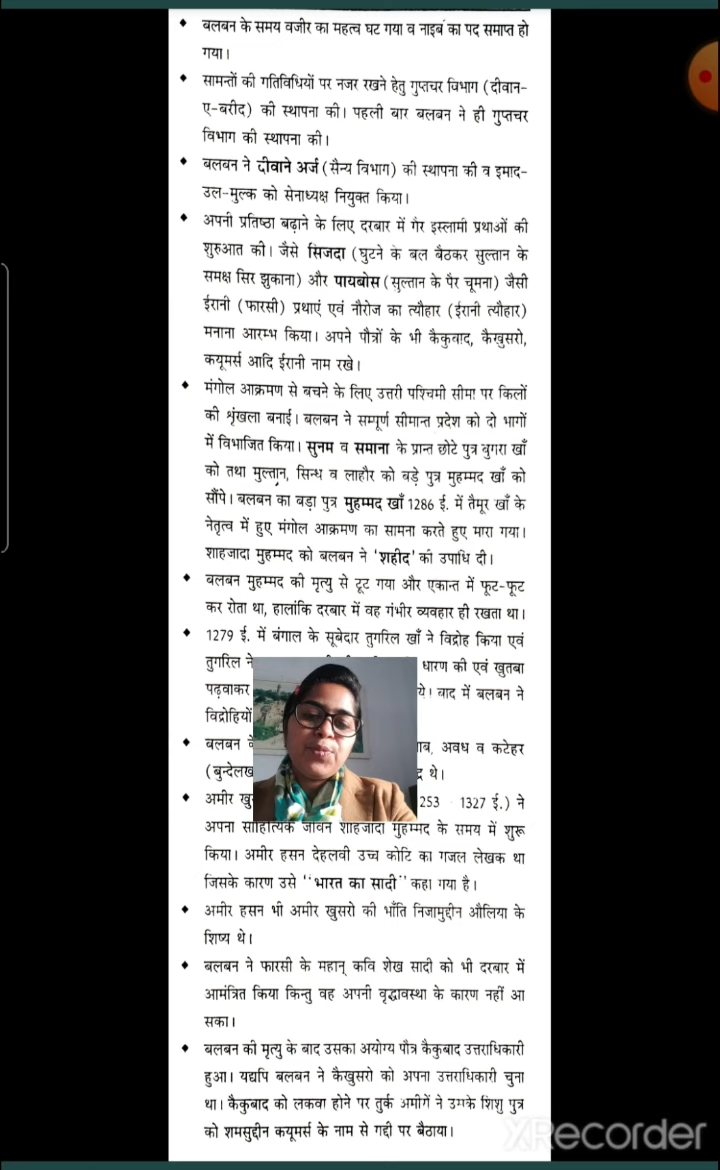 ♦ बलबन के समय वजीर का महत्व घट गया व नाइब का पद समाप्त हो
गया।
♦ सामन्तों की गतिविधियों पर नजर रखने हेतु गुप्तचर विभाग (दीवान-
ए-बरीद) की स्थापना की। पहली बार बलबन ने ही गुप्तचर
विभाग की स्थापना की।
♦ बलबन ने दीवाने अर्ज (सैन्य विभाग) की स्थापना की व इमाद-
उल-मुल्क को सेनाध्यक्ष नियुक्त किया।
♦ अपनी प्रतिष्ठा बढ़ाने के लिए दरबार में गैर इस्लामी प्रथाओं की
शुरुआत की। जैसे सिजदा (घुटने के बल बैठकर सुल्तान के
समक्ष सिर झुकाना) और पायबोस (सुल्तान के पैर चूमना) जैसी
ईरानी (फारसी) प्रथाएं एवं नौरोज का त्यौहार (ईरानी त्यौहार)
मनाना आरम्भ किया। अपने पौत्रों के भी कैकुवाद, कैखुसरो,
कयूमर्स आदि ईरानी नाम रखे।
♦ मंगोल आक्रमण से बचने के लिए उत्तरी पश्चिमी सीमा पर किलों
की शृंखला बनाई। बलबन ने सम्पूर्ण सीमान्त प्रदेश को दो भागों
में विभाजित किया। सुनम व समाना के प्रान्त छोटे पुत्र बुगरा खाँ
को तथा मुल्तान, सिन्ध व लाहौर को बड़े पुत्र मुहम्मद खाँ को
सौंपे। बलबन का बड़ा पुत्र मुहम्मद खाँ 1286 ई. में तैमूर खाँ के
नेतृत्व में हुए मंगोल आक्रमण का सामना करते हुए मारा गया।
शाहजादा मुहम्मद को बलबन ने 'शहीद' की उपाधि दी।
♦ बलबन मुहम्मद की मृत्यु से टूट गया और एकान्त में फूट-फूट
कर रोता था, हालांकि दरबार में वह गंभीर व्यवहार ही रखता था।
♦ 1279 ई. में बंगाल के सूबेदार तुगरिल खाँ ने विद्रोह किया एवं
तुगरिल ने धारण की एवं खुतबा
पढ़वाकर ये। बाद में बलबन ने
विद्रोहियों
♦ बलबन अवध व कटेहर
(बुन्देलख थे।
♦ अमीर खु 253 - 1327 ई.) ने
अपना साहित्यिक जीवन शाहजादा मुहम्मद के समय में शुरू
किया। अमीर हसन देहलवी उच्च कोटि का गजल लेखक था
जिसके कारण उसे ''भारत का सादी'' कहा गया है।
♦ अमीर हसन भी अमीर खुसरो की भाँति निजामुद्दीन औलिया के
शिष्य थे।
♦ बलबन ने फारसी के महान् कवि शेख सादी को भी दरबार में
आमंत्रित किया किन्तु वह अपनी वृद्धावस्था के कारण नहीं आ
सका।
♦ बलबन की मृत्यु के बाद उसका अयोग्य पौत्र कैकुबाद उत्तराधिकारी
हुआ। यद्यपि बलबन ने कैखुसरो को अपना उत्तराधिकारी चुना
था। कैकुबाद को लकवा होने पर तुर्क अमीरों ने उसके शिशु पुत्र
को शमसुद्दीन कयूमर्स के नाम से गद्दी पर बैठाया।
XRecorder